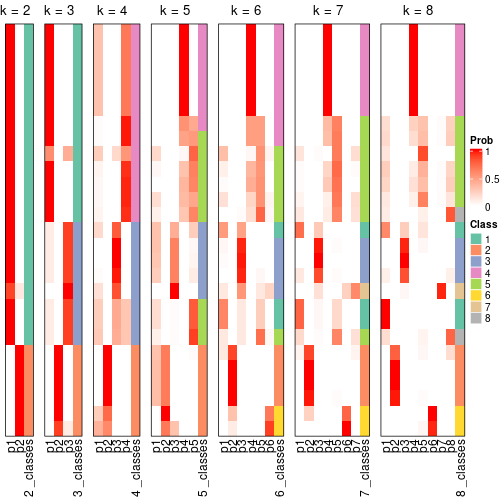 k = 2
k = 3
k = 4
k = 5
k = 6
k = 7
k = 8
Prob
1
0.5
0
Class
1
2
3
4
5
6
7
8
p1
p2
2_classes
p1
p2
p3
3_classes
p1
p2
p3
p4
4_classes
p1
p2
p3
p4
p5
5_classes
p1
p2
p3
p4
p5
p6
6_classes
p1
p2
p3
p4
p5
p6
p7
7_classes
p1
p2
p3
p4
p5
p6
p7
p8
8_classes